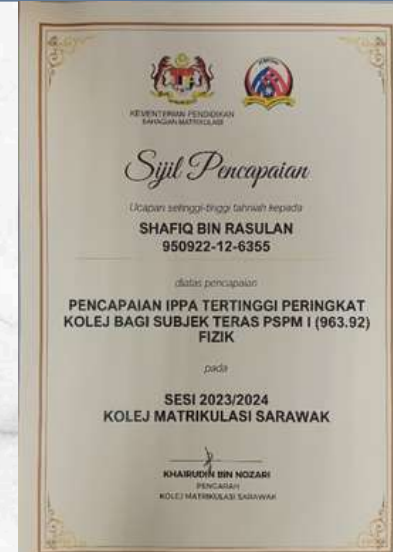 KEMENTERIAN PENDIDIKAN
BAHAGIAN MATRIKULASI
Sijil Pencapaian
Ucapan setinggi-tinggi tahniah kepada
SHAFIQ BIN RASULAN
950922-12-6355
diatas pencapaian
PENCAPAIAN IPPA TERTINGGI PERINGKAT
KOLEJ BAGI SUBJEK TERAS PSPM I (963.92)
FIZIK
pada
SESI 2023/2024
KOLEJ MATRIKULASI SARAWAK
KHAIRUDIN BIN NOZARI
PENGARAH
KOLEJ MATRIKULASI SARAWAK